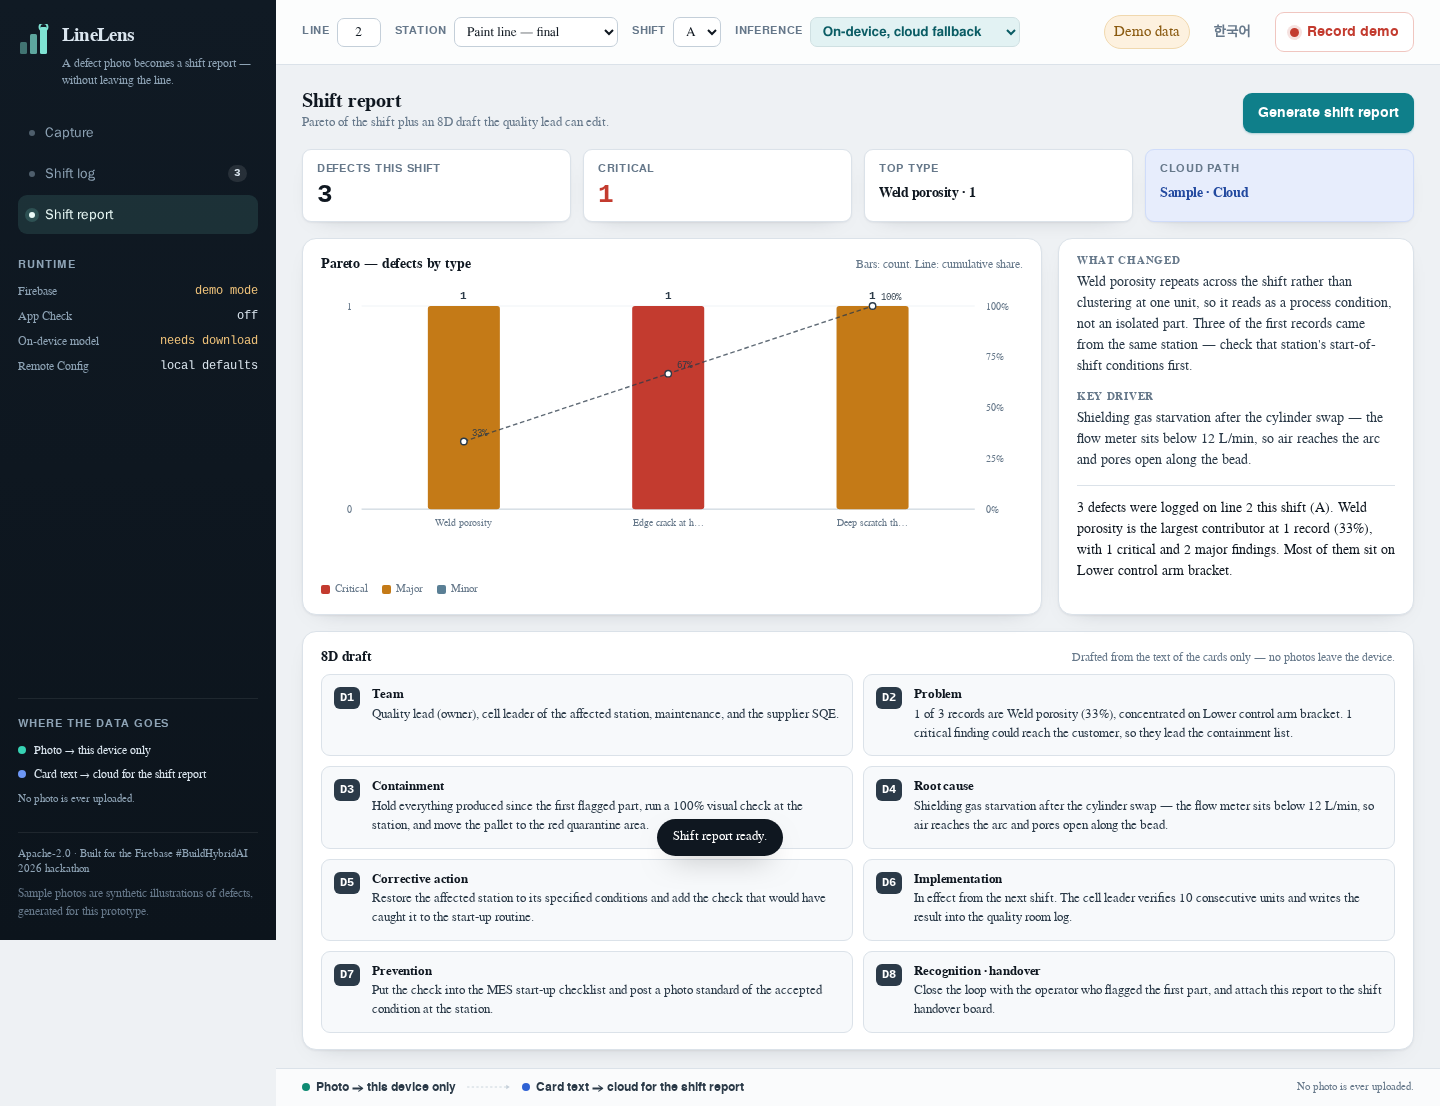 LineLens
A defect photo becomes a shift report —
without leaving the line.
Capture
Shift log 3
Shift report
RUNTIME
Firebase demo mode
App Check off
On-device model needs download
Remote Config local defaults
WHERE THE DATA GOES
Photo → this device only
Card text → cloud for the shift report
No photo is ever uploaded.
Apache-2.0 · Built for the Firebase #BuildHybridAI
2026 hackathon
Sample photos are synthetic illustrations of defects,
generated for this prototype.
LINE 2 STATION Paint line — final SHIFT A INFERENCE On-device, cloud fallback Demo data 한국어 Record demo
Shift report
Pareto of the shift plus an 8D draft the quality lead can edit.
Generate shift report
DEFECTS THIS SHIFT
3
CRITICAL
1
TOP TYPE
Weld porosity · 1
CLOUD PATH
Sample · Cloud
Pareto — defects by type
Bars: count. Line: cumulative share.
1 1 1 100%
1 100%
67% 75%
50%
33% 25%
0 0%
Weld porosity Edge crack at h... Deep scratch th...
Critical Major Minor
WHAT CHANGED
Weld porosity repeats across the shift rather than
clustering at one unit, so it reads as a process condition,
not an isolated part. Three of the first records came
from the same station — check that station's start-of-
shift conditions first.
KEY DRIVER
Shielding gas starvation after the cylinder swap — the
flow meter sits below 12 L/min, so air reaches the arc
and pores open along the bead.
3 defects were logged on line 2 this shift (A). Weld
porosity is the largest contributor at 1 record (33%),
with 1 critical and 2 major findings. Most of them sit on
Lower control arm bracket.
8D draft
Drafted from the text of the cards only — no photos leave the device.
D1 Team
Quality lead (owner), cell leader of the affected station, maintenance, and the supplier SQE.
D2 Problem
1 of 3 records are Weld porosity (33%), concentrated on Lower control arm bracket. 1
critical finding could reach the customer, so they lead the containment list.
D3 Containment
Hold everything produced since the first flagged part, run a 100% visual check at the
station, and move the pallet to the red quarantine area.
D4 Root cause
Shielding gas starvation after the cylinder swap — the flow meter sits below 12 L/min, so
air reaches the arc and pores open along the bead.
Shift report ready.
D5 Corrective action
Restore the affected station to its specified conditions and add the check that would have
caught it to the start-up routine.
D6 Implementation
In effect from the next shift. The cell leader verifies 10 consecutive units and writes the
result into the quality room log.
D7 Prevention
Put the check into the MES start-up checklist and post a photo standard of the accepted
condition at the station.
D8 Recognition · handover
Close the loop with the operator who flagged the first part, and attach this report to the shift
handover board.
Photo → this device only Card text → cloud for the shift report No photo is ever uploaded.